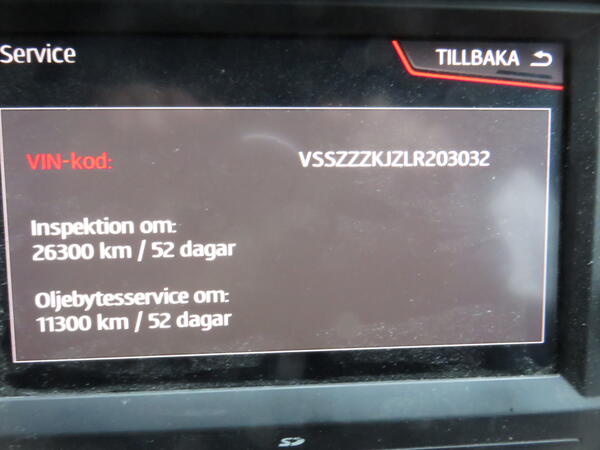 Service
TILLBAKA
VIN-kod: VSSZZZKJZLR203032
Inspektion om:
26300 km / 52 dagar
Oljebytesservice om:
11300 km / 52 dagar
SD